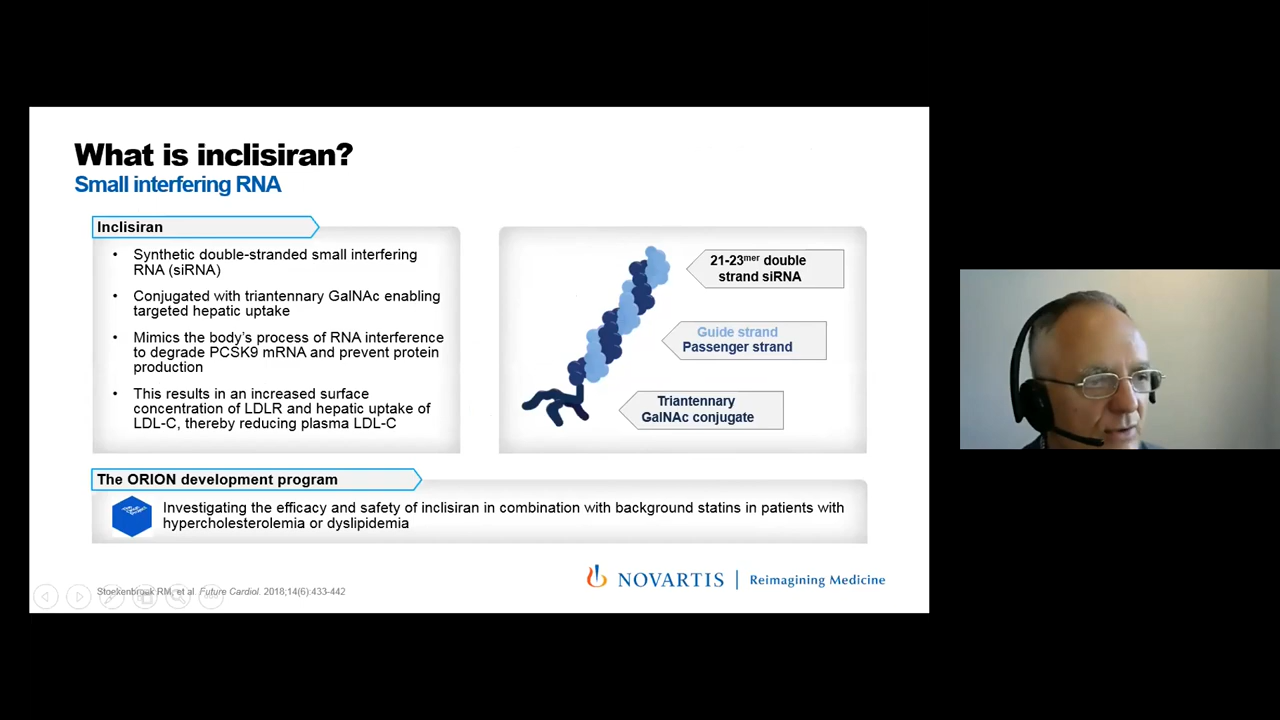 What is inclisiran?
Small interfering RNA
Inclisiran
• Synthetic double-stranded small interfering
RNA (siRNA)
• Conjugated with triantennary GalNAc enabling
targeted hepatic uptake
• Mimics the body's process of RNA interference
to degrade PCSK9 mRNA and prevent protein
production
• This results in an increased surface
concentration of LDLR and hepatic uptake of
LDL-C, thereby reducing plasma LDL-C
21-23mer double
strand siRNA
Guide strand
Passenger strand
Triantennary
GalNAc conjugate
The ORION development program
Investigating the efficacy and safety of inclisiran in combination with background statins in patients with
hypercholesterolemia or dyslipidemia
Stoekenbroek RM, et al. Future Cardiol. 2018;14(6):433-442
NOVARTIS | Reimagining Medicine